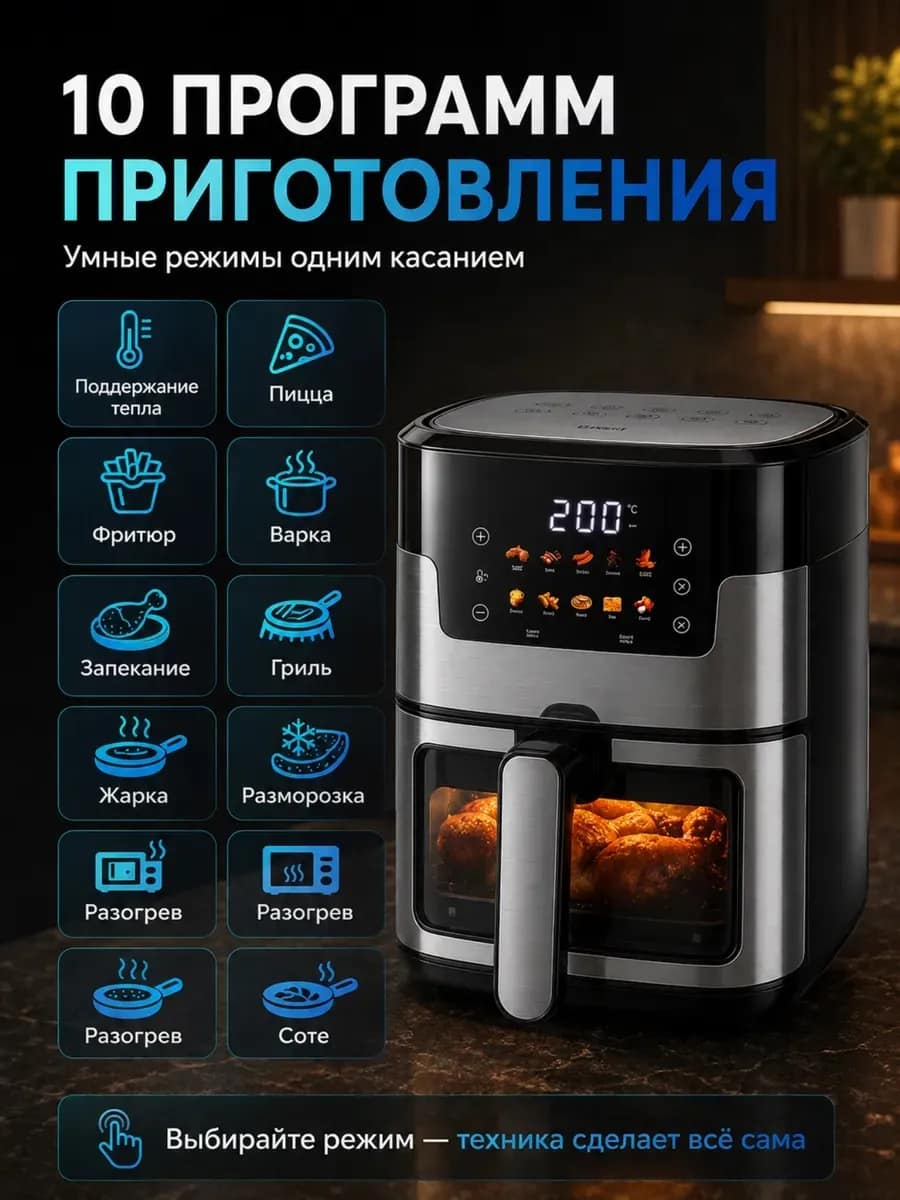 10 ПРОГРАММ
ПРИГОТОВЛЕНИЯ
Умные режимы одним касанием
Поддержание
тепла
Пицца
Фритюр
Варка
Запекание
Гриль
Жарка
Разморозка
Разогрев
Разогрев
Разогрев
Соте
200 °C
Выбирайте режим — техника сделает всё сама